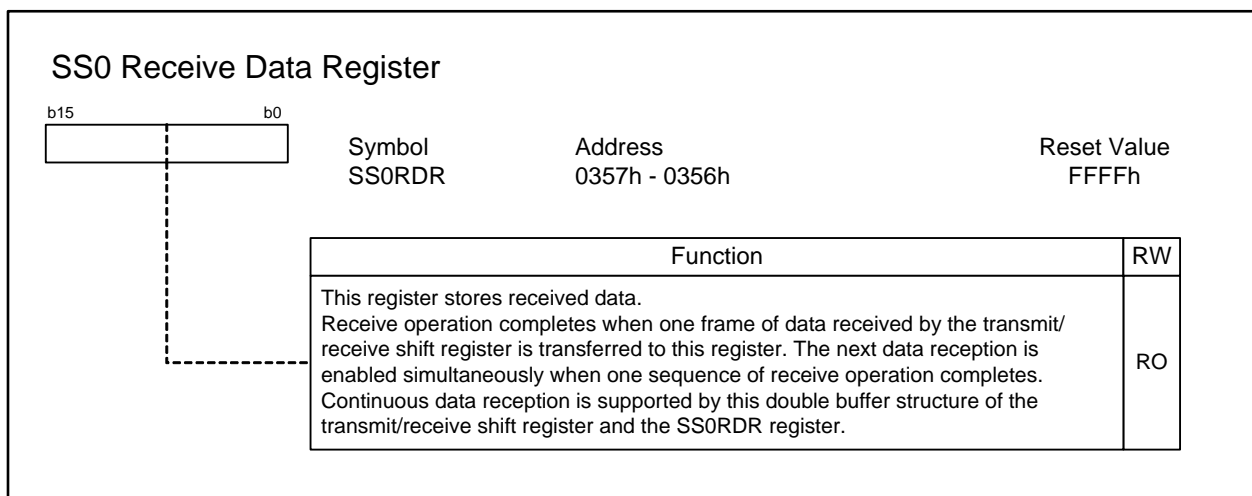 SS0 Receive Data Register
b15 b0
Symbol Address Reset Value
SS0RDR 0357h - 0356h FFFFh
Function RW
This register stores received data.
Receive operation completes when one frame of data received by the transmit/
receive shift register is transferred to this register. The next data reception is
enabled simultaneously when one sequence of receive operation completes.
Continuous data reception is supported by this double buffer structure of the
transmit/receive shift register and the SS0RDR register.
RO